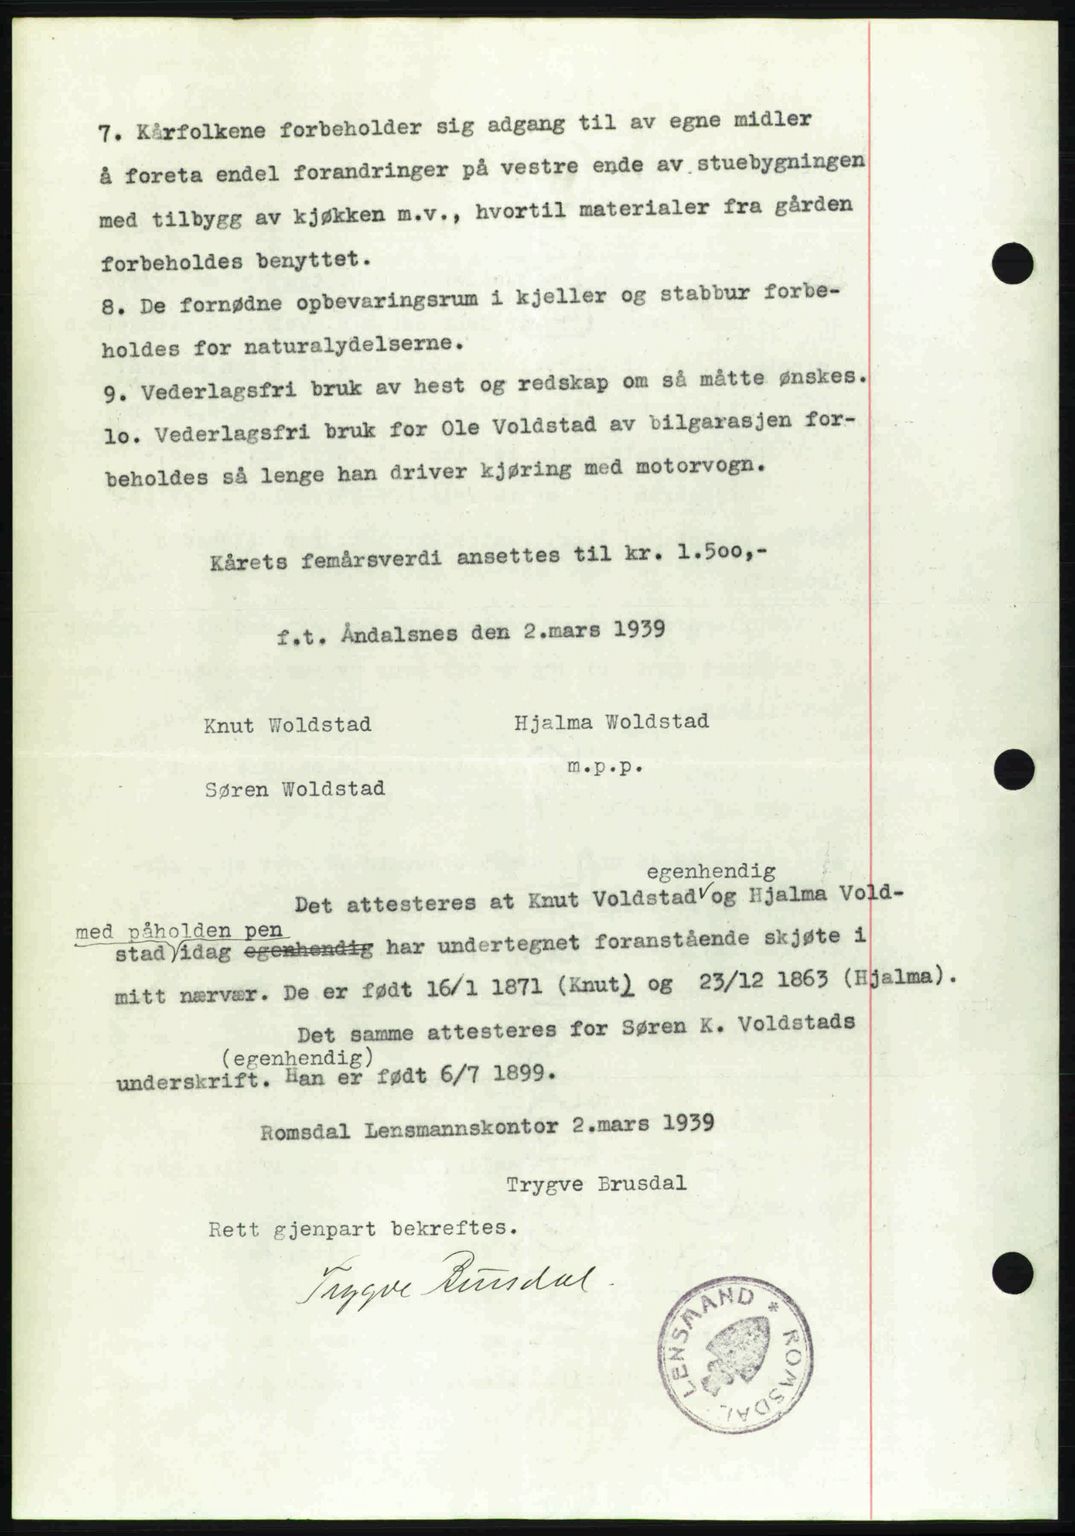 7. Kårfolkene forbeholder sig adgang til av egne midler
å foreta endel forandringer på vestre ende av stuebygningen
med tilbygg av kjøkken m.v., hvortil materialer fra gården
forbeholdes benyttet.
8. De fornødne opbevaringsrum i kjeller og stabbur forbe-
holdes for naturalydelserne.
9. Vederlagsfri bruk av hest og redskap om så måtte ønskes.
lo. Vederlagsfri bruk for Ole Voldstad av bilgarasjen for-
beholdes så lenge han driver kjøring med motorvogn.
Kårets femårsverdi ansettes til kr. 1.5oo,-
f.t. Åndalsnes den 2.mars 1939
Knut Woldstad Hjalma Woldstad
m.p.p.
Søren Woldstad
egenhendig
Det attesteres at Knut Voldstad√og Hjalma Vold-
med påholden pen
stad)idag egenhendig har undertegnet foranstående skjøte i
mitt nærvær. De er født 16/1 1871 (Knut) og 23/12 1863 (Hjalma).
Det samme attesteres for Søren K. Voldstads
(egenhendig)
underskrift. Han er født 6/7 1899.
Romsdal Lensmannskontor 2.mars 1939
Trygve Brusdal
Rett gjenpart bekreftes.
Trygve Brusdal.
LENSMAND * ROMSDAL